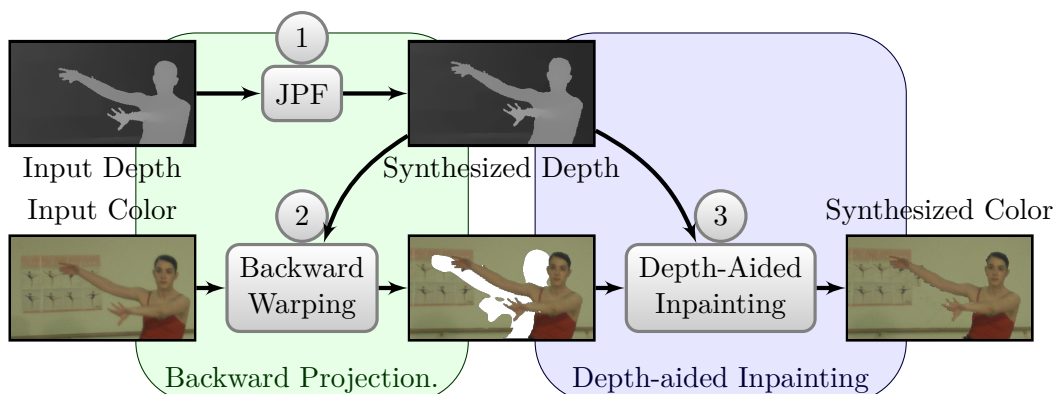 1
JPF
Input Depth
Synthesized Depth
Input Color
2
3
Synthesized Color
Backward
Warping
Depth-Aided
Inpainting
Backward Projection.
Depth-aided Inpainting